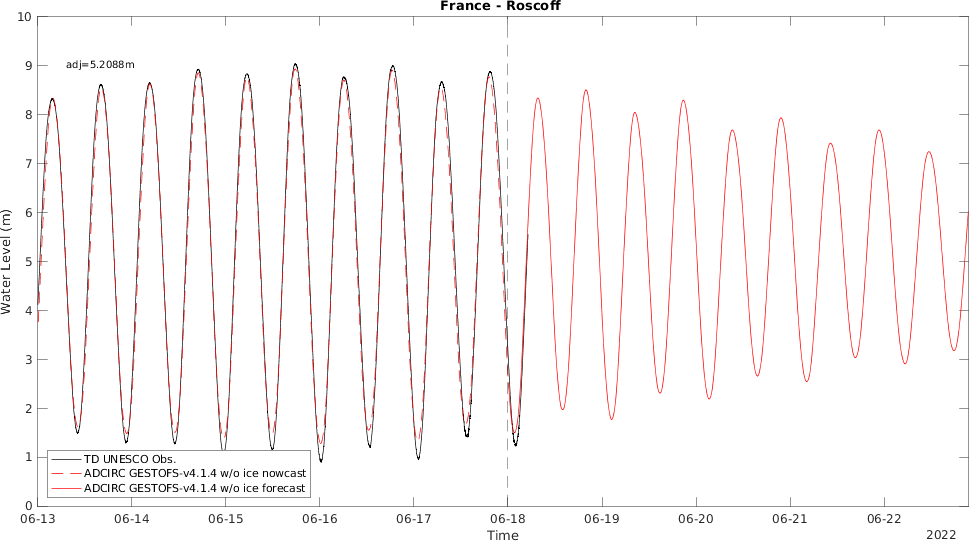 France - Roscoff
10
9
8
7
6
5
4
3
2
1
0
Water Level (m)
adj=5.2088m
TD UNESCO Obs.
ADCIRC GESTOFS-v4.1.4 w/o ice nowcast
ADCIRC GESTOFS-v4.1.4 w/o ice forecast
06-13 06-14 06-15 06-16 06-17 06-18 06-19 06-20 06-21 06-22
Time
2022